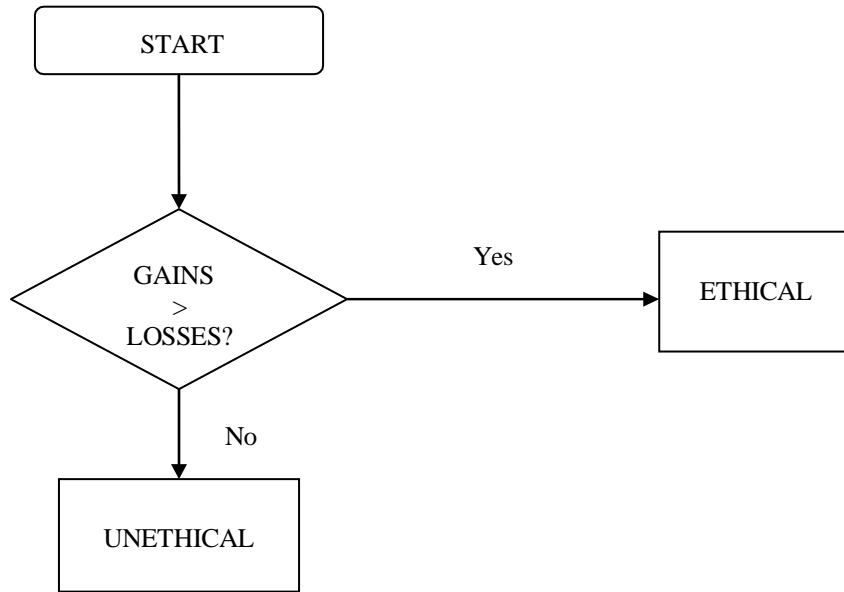 START
GAINS
>
LOSSES?
Yes
ETHICAL
No
UNETHICAL